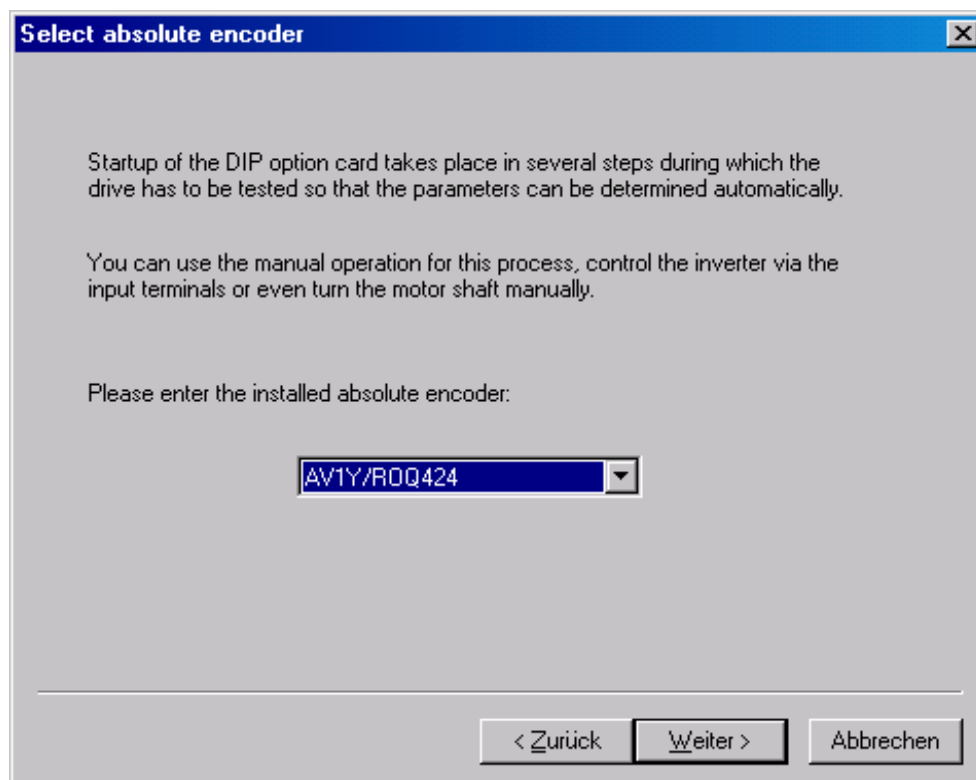 Select absolute encoder
Startup of the DIP option card takes place in several steps during which the
drive has to be tested so that the parameters can be determined automatically.
You can use the manual operation for this process, control the inverter via the
input terminals or even turn the motor shaft manually.
Please enter the installed absolute encoder:
AV1Y/ROQ424
< Zurück Weiter > Abbrechen